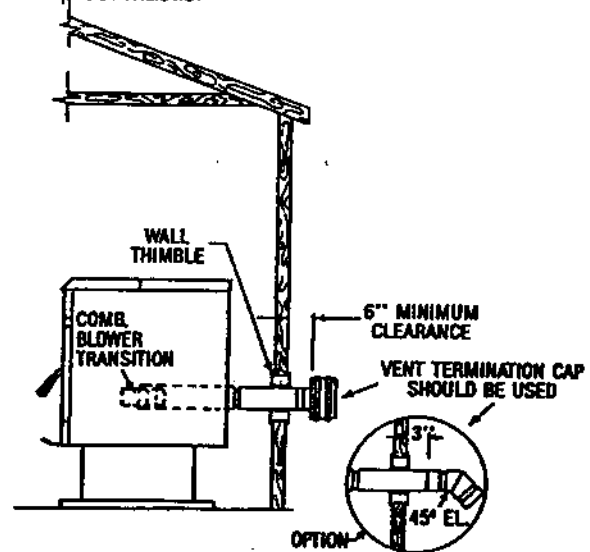 WALL
THIMBLE
COMB.
BLOWER
TRANSITION
6" MINIMUM
CLEARANCE
VENT TERMINATION CAP
SHOULD BE USED
3"
45° EL.
OPTION